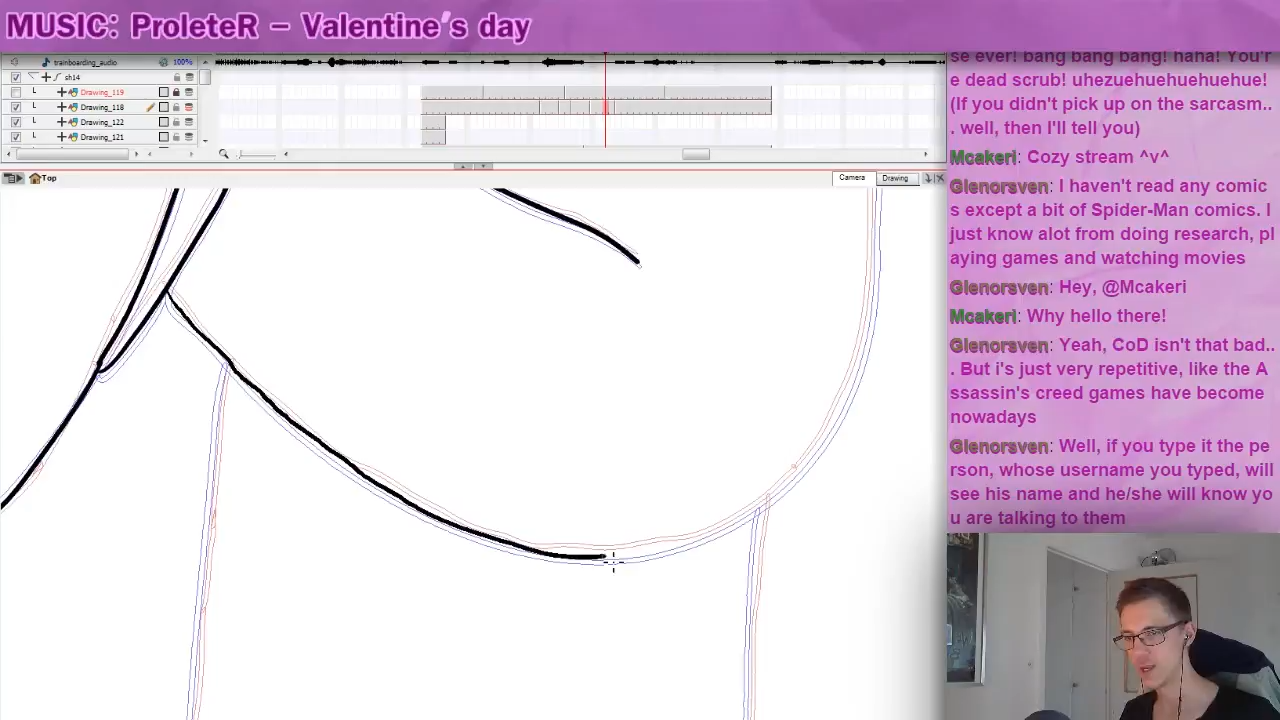 MUSIC: ProleteR – Valentine's day
trainboarding_audio
100%
sh14
Drawing_119
Drawing_118
Drawing_122
Drawing_121
Top
Camera
Drawing
se ever! bang bang bang! haha! You'r
e dead scrub! uhezuehuehuehuehue!
(If you didn't pick up on the sarcasm..
. well, then I'll tell you)
Mcakeri: Cozy stream ^v^
Glenorsven: I haven't read any comic
s except a bit of Spider-Man comics. I
just know alot from doing research, pl
aying games and watching movies
Glenorsven: Hey, @Mcakeri
Mcakeri: Why hello there!
Glenorsven: Yeah, CoD isn't that bad..
. But i's just very repetitive, like the A
ssassin's creed games have become
nowadays
Glenorsven: Well, if you type it the pe
rson, whose username you typed, will
see his name and he/she will know yo
u are talking to them